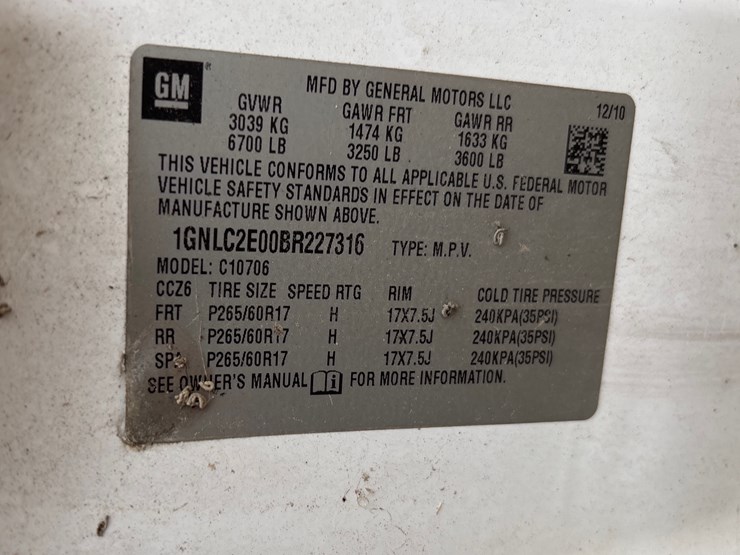 GM
MFD BY GENERAL MOTORS LLC
12/10
GVWR GAWR FRT GAWR RR
3039 KG 1474 KG 1633 KG
6700 LB 3250 LB 3600 LB
THIS VEHICLE CONFORMS TO ALL APPLICABLE U.S. FEDERAL MOTOR
VEHICLE SAFETY STANDARDS IN EFFECT ON THE DATE OF
MANUFACTURE SHOWN ABOVE.
1GNLC2E00BR227316 TYPE: M.P.V.
MODEL: C10706
CCZ6 TIRE SIZE SPEED RTG RIM COLD TIRE PRESSURE
FRT P265/60R17 H 17X7.5J 240KPA(35PSI)
RR P265/60R17 H 17X7.5J 240KPA(35PSI)
SPA P265/60R17 H 17X7.5J 240KPA(35PSI)
SEE OWNER'S MANUAL i FOR MORE INFORMATION.